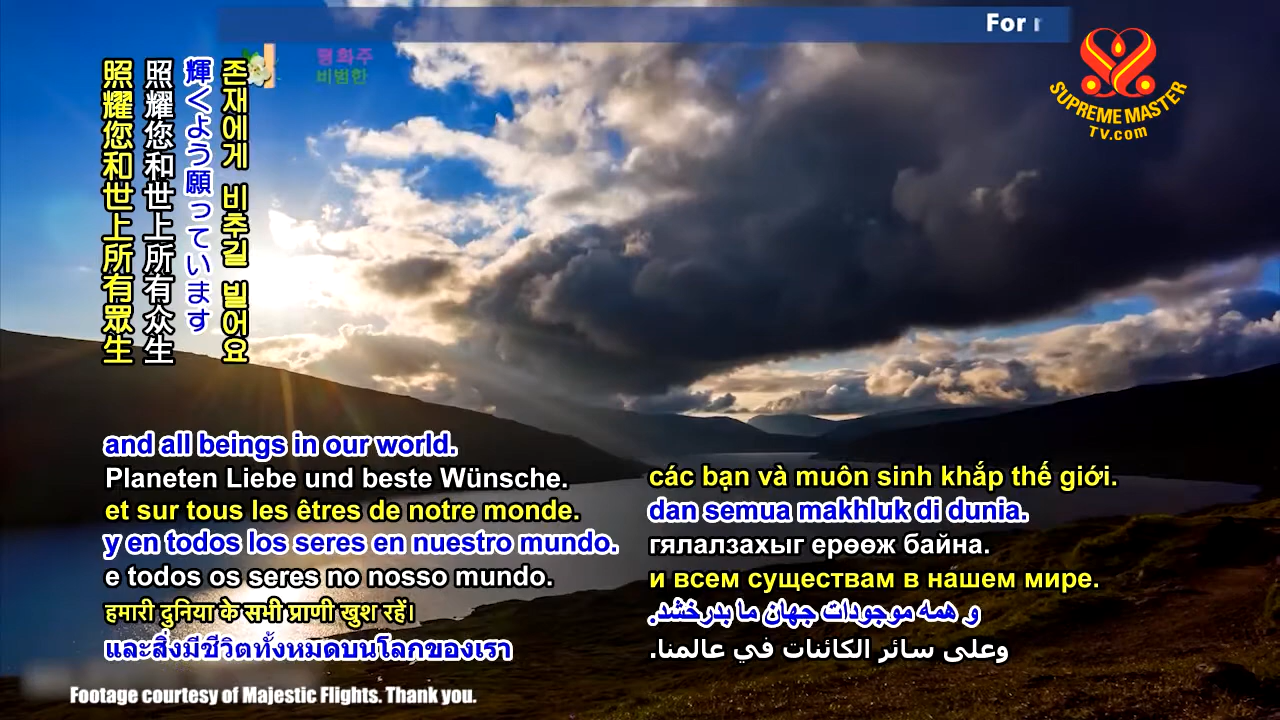 For
평화주
비범한
SUPREME MASTER
TV.com
존재에게 비추길 빌어요
輝くよう願っています
照耀您和世上所有众生
照耀您和世上所有眾生
and all beings in our world.
Planeten Liebe und beste Wünsche.
et sur tous les êtres de notre monde.
y en todos los seres en nuestro mundo.
e todos os seres no nosso mundo.
हमारी दुनिया के सभी प्राणी खुश रहें।
และสิ่งมีชีวิตทั้งหมดบนโลกของเรา
các bạn và muôn sinh khắp thế giới.
dan semua makhluk di dunia.
гялалзахыг ерөөж байна.
и всем существам в нашем мире.
و همه موجودات جهان ما بدرخشد.
وعلى سائر الكائنات في عالمنا.
Footage courtesy of Majestic Flights. Thank you.